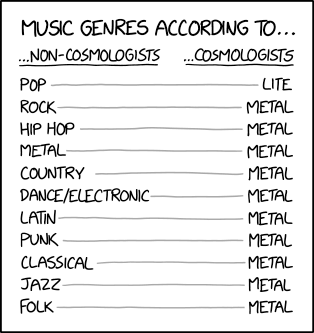 MUSIC GENRES ACCORDING TO...
...NON-COSMOLOGISTS ...COSMOLOGISTS
POP LITE
ROCK METAL
HIP HOP METAL
METAL METAL
COUNTRY METAL
DANCE/ELECTRONIC METAL
LATIN METAL
PUNK METAL
CLASSICAL METAL
JAZZ METAL
FOLK METAL